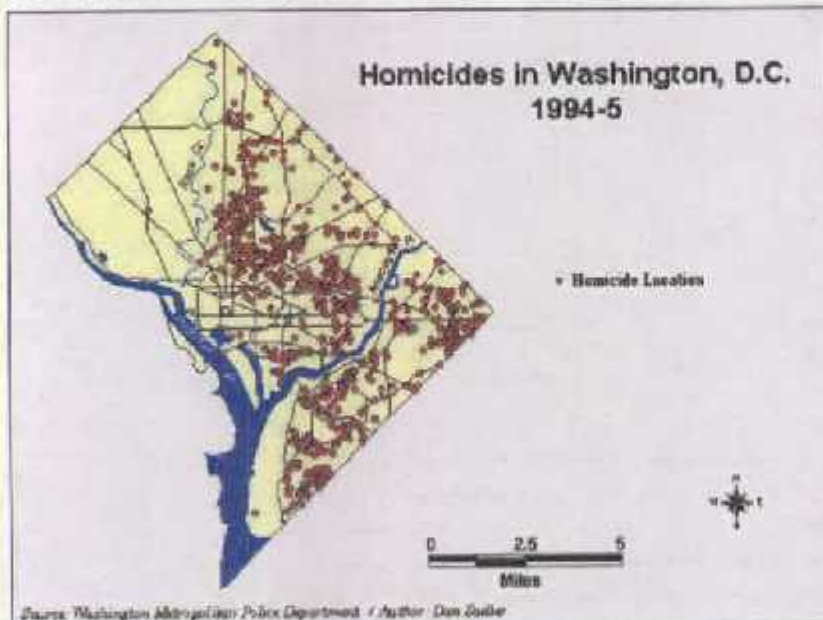 Homicides in Washington, D.C.
1994-5
Homicide Location
N
W E
0 2.5 5
Miles
Source: Washington Metropolitan Police Department / Author: Dan